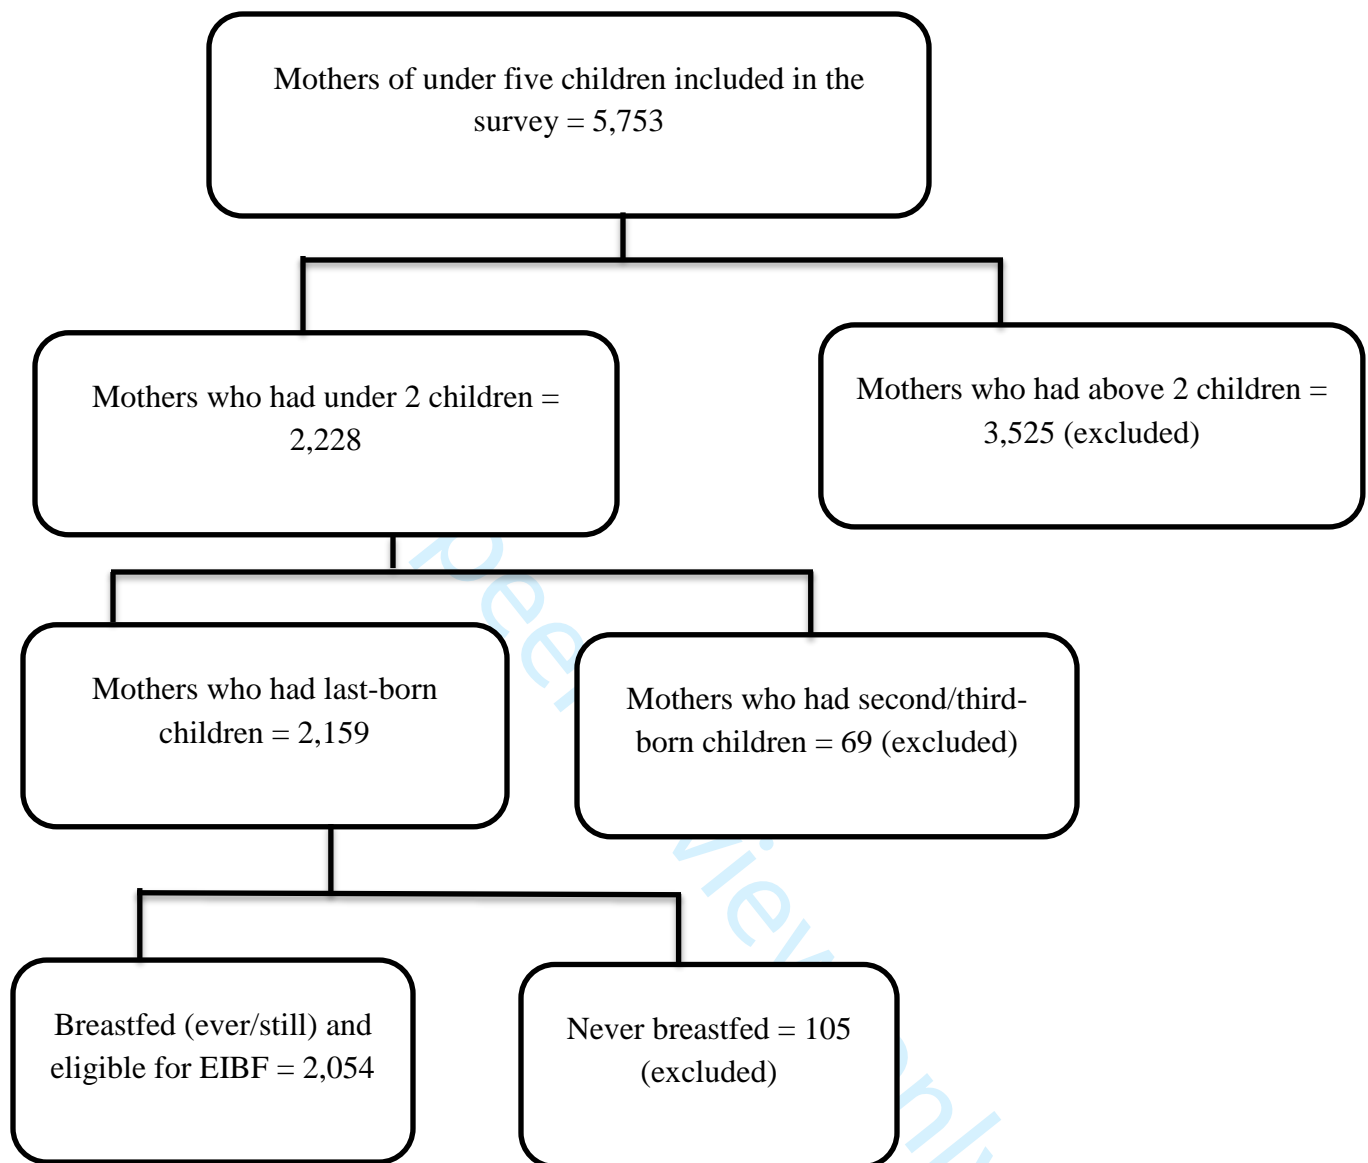 Mothers of under five children included in the
survey = 5,753
Mothers who had under 2 children =
2,228
Mothers who had above 2 children =
3,525 (excluded)
Mothers who had last-born
children = 2,159
Mothers who had second/third-
born children = 69 (excluded)
Breastfed (ever/still) and
eligible for EIBF = 2,054
Never breastfed = 105
(excluded)